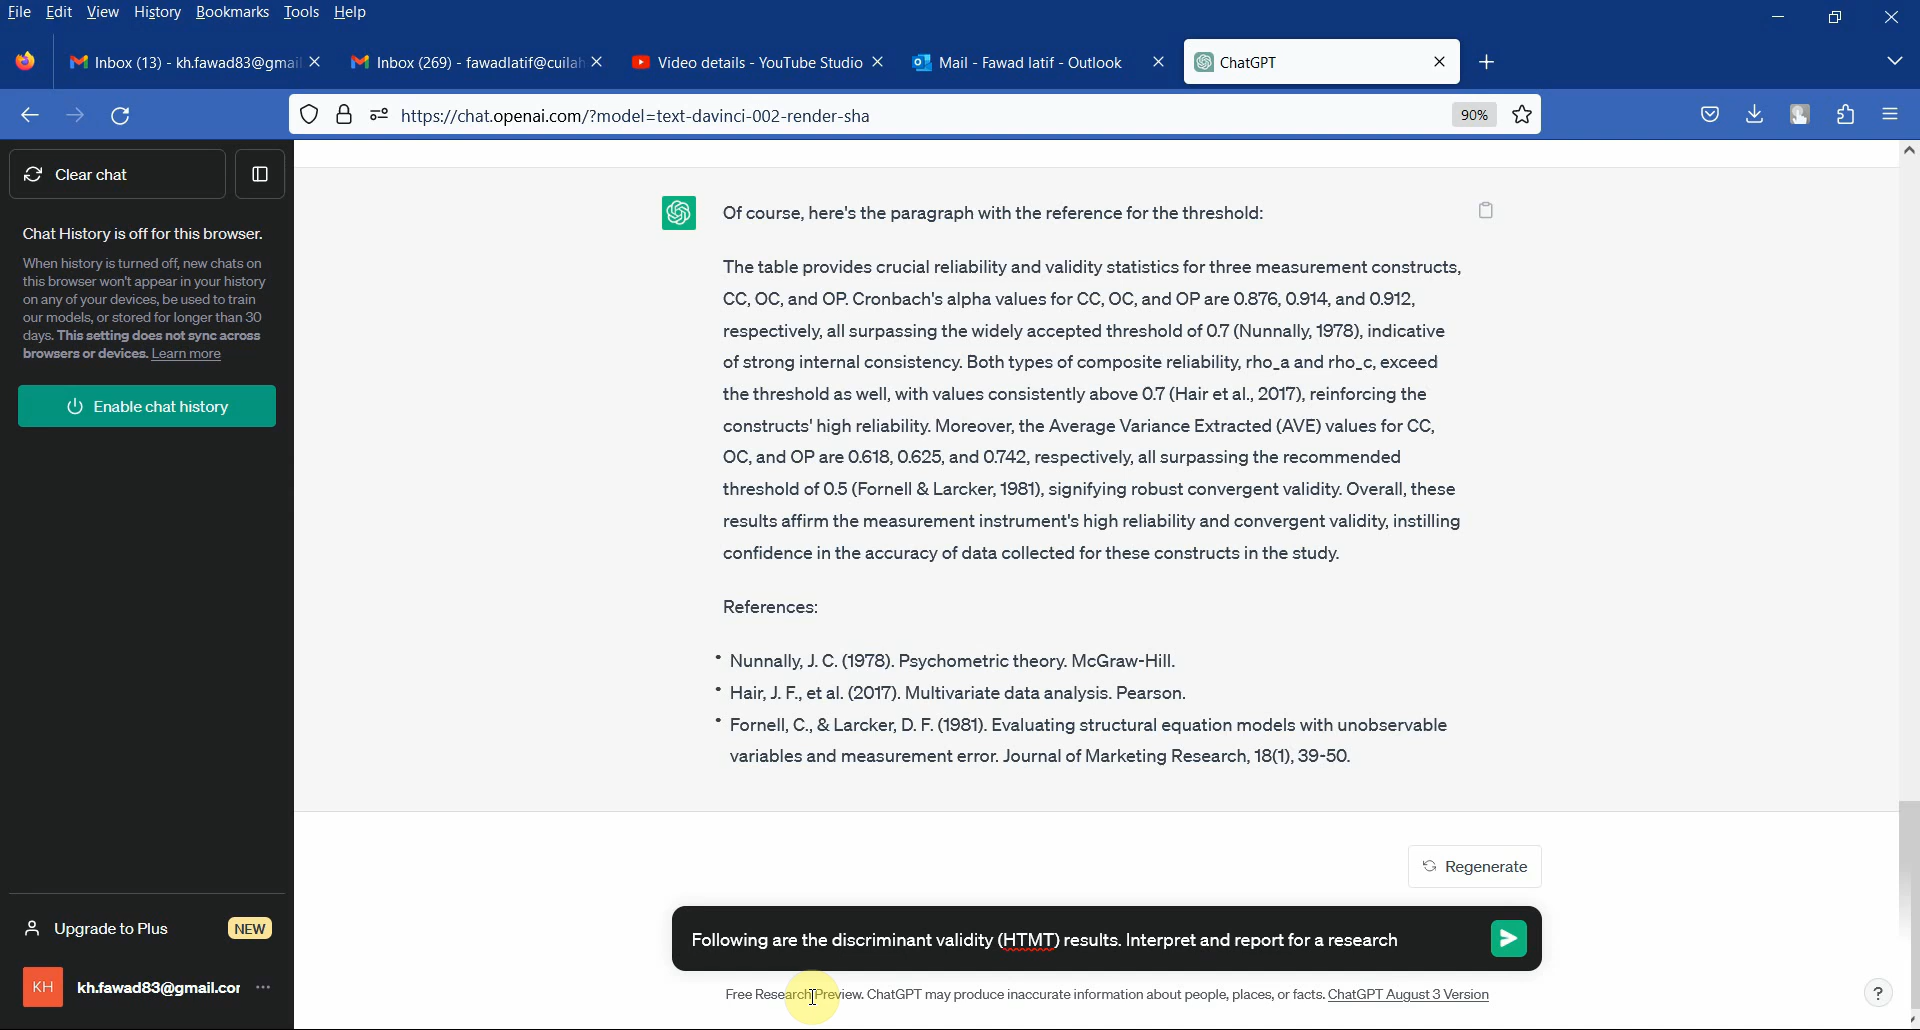 File Edit View History Bookmarks Tools Help
Inbox (13) - kh.fawad83@gmai
Inbox (269) - fawadlatif@cuilah
Video details - YouTube Studio
Mail - Fawad latif - Outlook
ChatGPT
https://chat.openai.com/?model=text-davinci-002-render-sha
90%
Clear chat
Chat History is off for this browser.
When history is turned off, new chats on
this browser won't appear in your history
on any of your devices, be used to train
our models, or stored for longer than 30
days. This setting does not sync across
browsers or devices. Learn more
Enable chat history
Upgrade to Plus NEW
KH kh.fawad83@gmail.cor ...
Of course, here's the paragraph with the reference for the threshold:
The table provides crucial reliability and validity statistics for three measurement constructs,
CC, OC, and OP. Cronbach's alpha values for CC, OC, and OP are 0.876, 0.914, and 0.912,
respectively, all surpassing the widely accepted threshold of 0.7 (Nunnally, 1978), indicative
of strong internal consistency. Both types of composite reliability, rho_a and rho_c, exceed
the threshold as well, with values consistently above 0.7 (Hair et al., 2017), reinforcing the
constructs' high reliability. Moreover, the Average Variance Extracted (AVE) values for CC,
OC, and OP are 0.618, 0.625, and 0.742, respectively, all surpassing the recommended
threshold of 0.5 (Fornell & Larcker, 1981), signifying robust convergent validity. Overall, these
results affirm the measurement instrument's high reliability and convergent validity, instilling
confidence in the accuracy of data collected for these constructs in the study.
References:
• Nunnally, J. C. (1978). Psychometric theory. McGraw-Hill.
• Hair, J. F., et al. (2017). Multivariate data analysis. Pearson.
• Fornell, C., & Larcker, D. F. (1981). Evaluating structural equation models with unobservable
variables and measurement error. Journal of Marketing Research, 18(1), 39-50.
Regenerate
Following are the discriminant validity (HTMT) results. Interpret and report for a research
Free Research Preview. ChatGPT may produce inaccurate information about people, places, or facts. ChatGPT August 3 Version
?